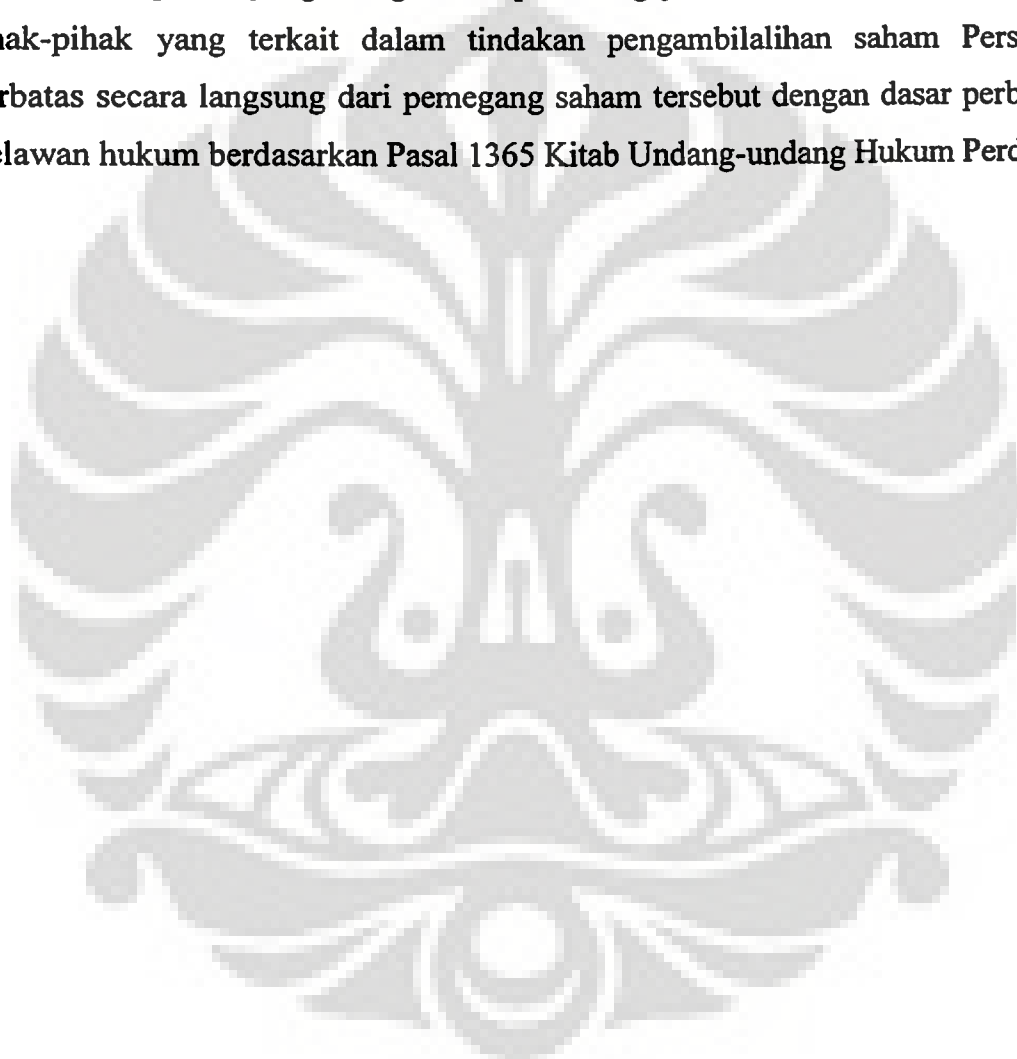 ak-pihak yang terkait dalam tindakan pengambilalihan saham Pers
rbatas secara langsung dari pemegang saham tersebut dengan dasar perb
elawan hukum berdasarkan Pasal 1365 Kitab Undang-undang Hukum Perd